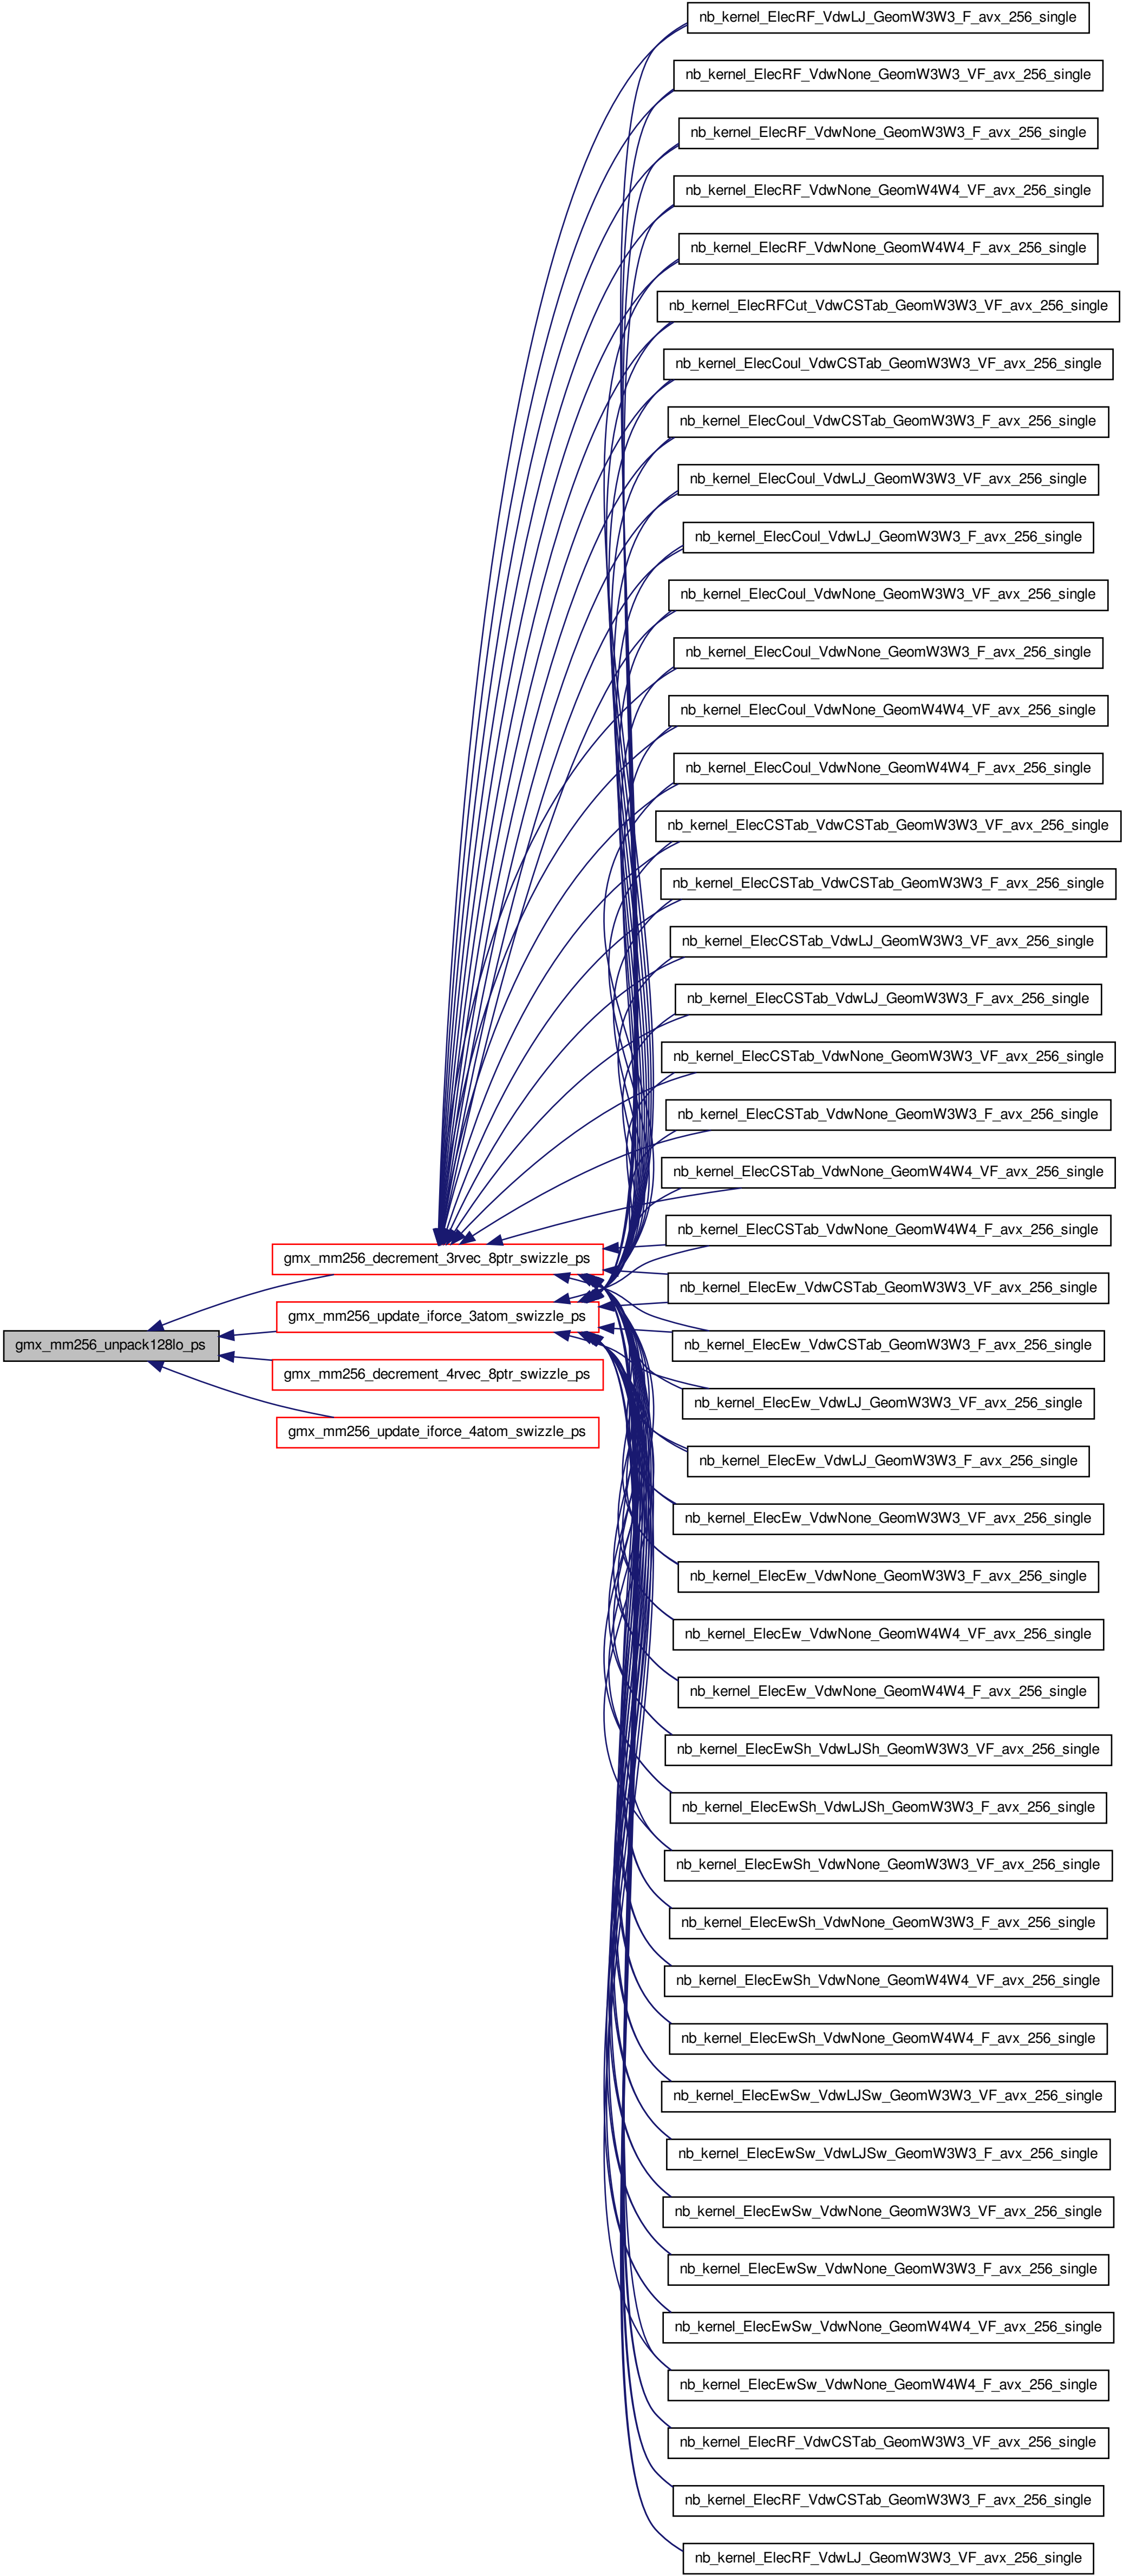 nb_kernel_ElecRF_VdwLJ_GeomW3W3_F_avx_256_single
nb_kernel_ElecRF_VdwNone_GeomW3W3_VF_avx_256_single
nb_kernel_ElecRF_VdwNone_GeomW3W3_F_avx_256_single
nb_kernel_ElecRF_VdwNone_GeomW4W4_VF_avx_256_single
nb_kernel_ElecRF_VdwNone_GeomW4W4_F_avx_256_single
nb_kernel_ElecRFCut_VdwCSTab_GeomW3W3_VF_avx_256_single
nb_kernel_ElecCoul_VdwCSTab_GeomW3W3_VF_avx_256_single
nb_kernel_ElecCoul_VdwCSTab_GeomW3W3_F_avx_256_single
nb_kernel_ElecCoul_VdwLJ_GeomW3W3_VF_avx_256_single
nb_kernel_ElecCoul_VdwLJ_GeomW3W3_F_avx_256_single
nb_kernel_ElecCoul_VdwNone_GeomW3W3_VF_avx_256_single
nb_kernel_ElecCoul_VdwNone_GeomW3W3_F_avx_256_single
nb_kernel_ElecCoul_VdwNone_GeomW4W4_VF_avx_256_single
nb_kernel_ElecCoul_VdwNone_GeomW4W4_F_avx_256_single
nb_kernel_ElecCSTab_VdwCSTab_GeomW3W3_VF_avx_256_single
nb_kernel_ElecCSTab_VdwCSTab_GeomW3W3_F_avx_256_single
nb_kernel_ElecCSTab_VdwLJ_GeomW3W3_VF_avx_256_single
nb_kernel_ElecCSTab_VdwLJ_GeomW3W3_F_avx_256_single
nb_kernel_ElecCSTab_VdwNone_GeomW3W3_VF_avx_256_single
nb_kernel_ElecCSTab_VdwNone_GeomW3W3_F_avx_256_single
nb_kernel_ElecCSTab_VdwNone_GeomW4W4_VF_avx_256_single
nb_kernel_ElecCSTab_VdwNone_GeomW4W4_F_avx_256_single
gmx_mm256_decrement_3rvec_8ptr_swizzle_ps
nb_kernel_ElecEw_VdwCSTab_GeomW3W3_VF_avx_256_single
gmx_mm256_update_iforce_3atom_swizzle_ps
gmx_mm256_unpack128lo_ps
nb_kernel_ElecEw_VdwCSTab_GeomW3W3_F_avx_256_single
gmx_mm256_decrement_4rvec_8ptr_swizzle_ps
nb_kernel_ElecEw_VdwLJ_GeomW3W3_VF_avx_256_single
gmx_mm256_update_iforce_4atom_swizzle_ps
nb_kernel_ElecEw_VdwLJ_GeomW3W3_F_avx_256_single
nb_kernel_ElecEw_VdwNone_GeomW3W3_VF_avx_256_single
nb_kernel_ElecEw_VdwNone_GeomW3W3_F_avx_256_single
nb_kernel_ElecEw_VdwNone_GeomW4W4_VF_avx_256_single
nb_kernel_ElecEw_VdwNone_GeomW4W4_F_avx_256_single
nb_kernel_ElecEwSh_VdwLJSh_GeomW3W3_VF_avx_256_single
nb_kernel_ElecEwSh_VdwLJSh_GeomW3W3_F_avx_256_single
nb_kernel_ElecEwSh_VdwNone_GeomW3W3_VF_avx_256_single
nb_kernel_ElecEwSh_VdwNone_GeomW3W3_F_avx_256_single
nb_kernel_ElecEwSh_VdwNone_GeomW4W4_VF_avx_256_single
nb_kernel_ElecEwSh_VdwNone_GeomW4W4_F_avx_256_single
nb_kernel_ElecEwSw_VdwLJSw_GeomW3W3_VF_avx_256_single
nb_kernel_ElecEwSw_VdwLJSw_GeomW3W3_F_avx_256_single
nb_kernel_ElecEwSw_VdwNone_GeomW3W3_VF_avx_256_single
nb_kernel_ElecEwSw_VdwNone_GeomW3W3_F_avx_256_single
nb_kernel_ElecEwSw_VdwNone_GeomW4W4_VF_avx_256_single
nb_kernel_ElecEwSw_VdwNone_GeomW4W4_F_avx_256_single
nb_kernel_ElecRF_VdwCSTab_GeomW3W3_VF_avx_256_single
nb_kernel_ElecRF_VdwCSTab_GeomW3W3_F_avx_256_single
nb_kernel_ElecRF_VdwLJ_GeomW3W3_VF_avx_256_single